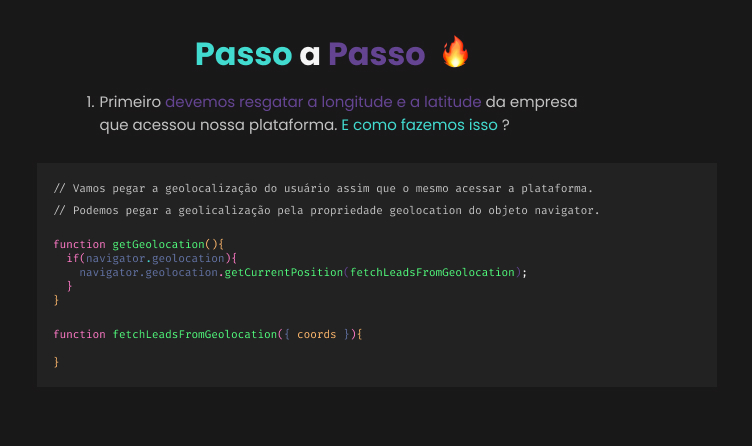 Passo a Passo 🔥
1. Primeiro devemos resgatar a longitude e a latitude da empresa
que acessou nossa plataforma. E como fazemos isso ?
// Vamos pegar a geolocalização do usuário assim que o mesmo acessar a plataforma.
// Podemos pegar a geolicalização pela propriedade geolocation do objeto navigator.
function getGeolocation(){
  if(navigator.geolocation){
    navigator.geolocation.getCurrentPosition(fetchLeadsFromGeolocation);
  }
}
function fetchLeadsFromGeolocation({ coords }){
}